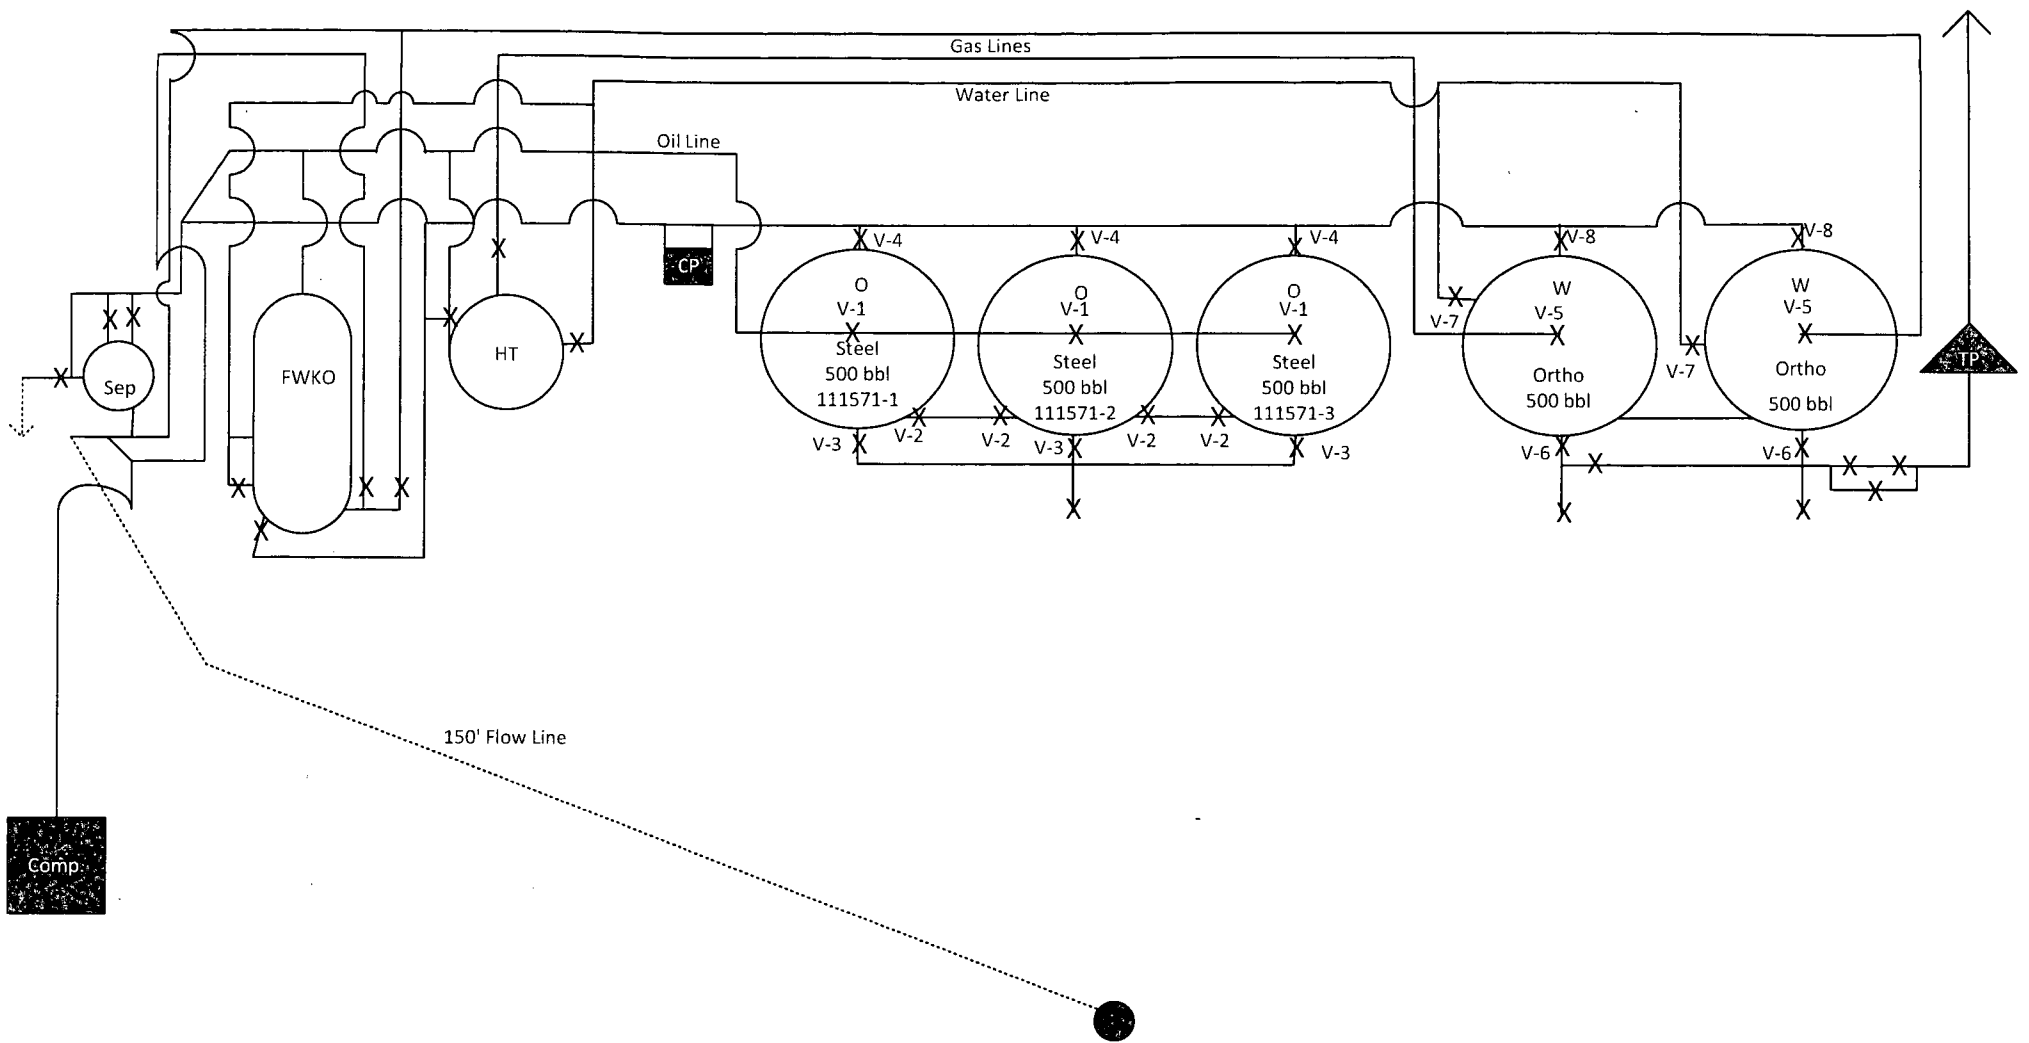 Gas Lines
Water Line
Oil Line
CP
V-4
V-4
V-4
V-8
V-8
O
V-1
Steel
500 bbl
111571-1
O
V-1
Steel
500 bbl
111571-2
O
V-1
Steel
500 bbl
111571-3
W
V-5
Ortho
500 bbl
W
V-5
Ortho
500 bbl
V-7
V-7
TP
Sep
FWKO
HT
V-2
V-2
V-2
V-2
V-3
V-3
V-3
V-6
V-6
150' Flow Line
Comp.